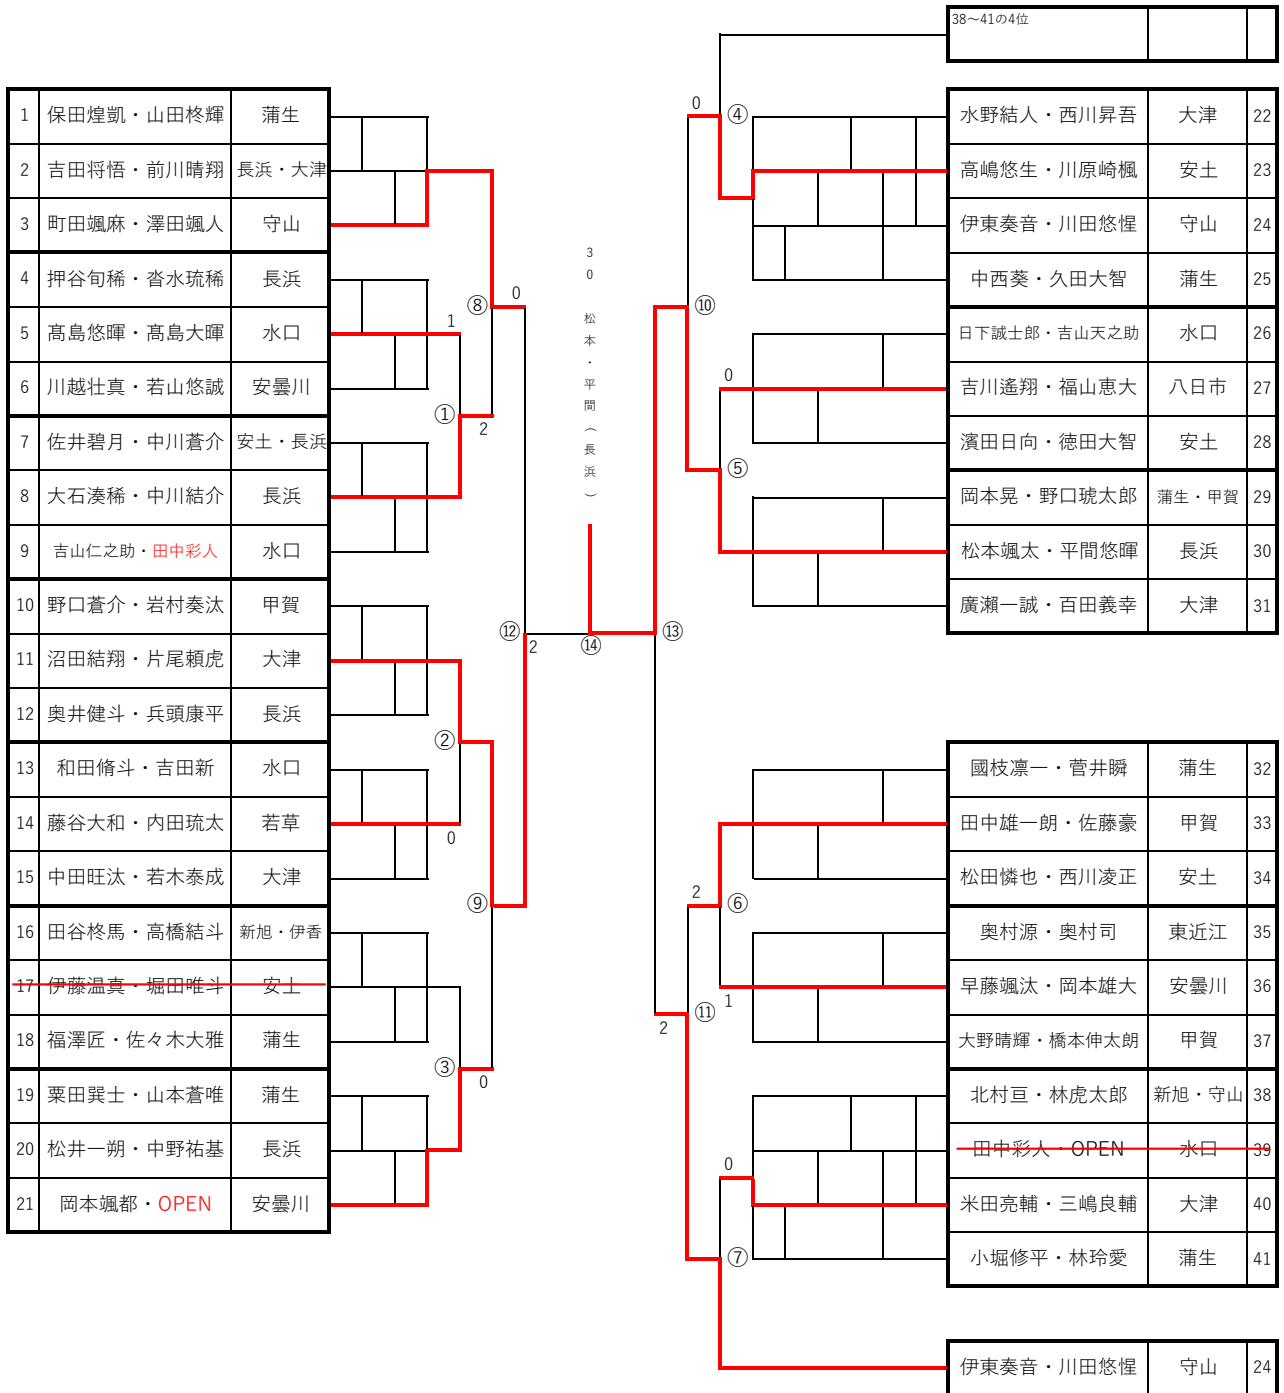 38～41の4位
1 保田煌凱・山田柊輝 蒲生
2 吉田将悟・前川晴翔 長浜・大津
3 町田颯麻・澤田颯人 守山
4 押谷旬稀・沓水琉稀 長浜
5 髙島悠暉・髙島大暉 水口
6 川越壮真・若山悠誠 安曇川
7 佐井碧月・中川蒼介 安土・長浜
8 大石湊稀・中川結介 長浜
9 吉山仁之助・田中彩人 水口
10 野口蒼介・岩村奏汰 甲賀
11 沼田結翔・片尾頼虎 大津
12 奥井健斗・兵頭康平 長浜
13 和田脩斗・吉田新 水口
14 藤谷大和・内田琉太 若草
15 中田旺汰・若木泰成 大津
16 田谷柊馬・高橋結斗 新旭・伊香
17 伊藤温真・堀田唯斗 安土
18 福澤匠・佐々木大雅 蒲生
19 粟田巽士・山本蒼唯 蒲生
20 松井一朔・中野祐基 長浜
21 岡本颯都・OPEN 安曇川
⑧ 0
1
① 2
⑫ 2
②
0
⑨
③ 0
30 松本・平間（長浜）
⑭
⑬
0 ④
⑩
0
⑤
2 ⑥
1
2 ⑪
0
⑦
水野結人・西川昇吾 大津 22
高嶋悠生・川原崎楓 安土 23
伊東奏音・川田悠惺 守山 24
中西葵・久田大智 蒲生 25
日下誠士郎・吉山天之助 水口 26
吉川遙翔・福山恵大 八日市 27
濱田日向・徳田大智 安土 28
岡本晃・野口琥太郎 蒲生・甲賀 29
松本颯太・平間悠暉 長浜 30
廣瀬一誠・百田義幸 大津 31
國枝凛一・菅井瞬 蒲生 32
田中雄一朗・佐藤豪 甲賀 33
松田憐也・西川凌正 安土 34
奥村源・奥村司 東近江 35
早藤颯汰・岡本雄大 安曇川 36
大野晴輝・橋本伸太朗 甲賀 37
北村亘・林虎太郎 新旭・守山 38
田中彩人・OPEN 水口 39
米田亮輔・三嶋良輔 大津 40
小堀修平・林玲愛 蒲生 41
伊東奏音・川田悠惺 守山 24